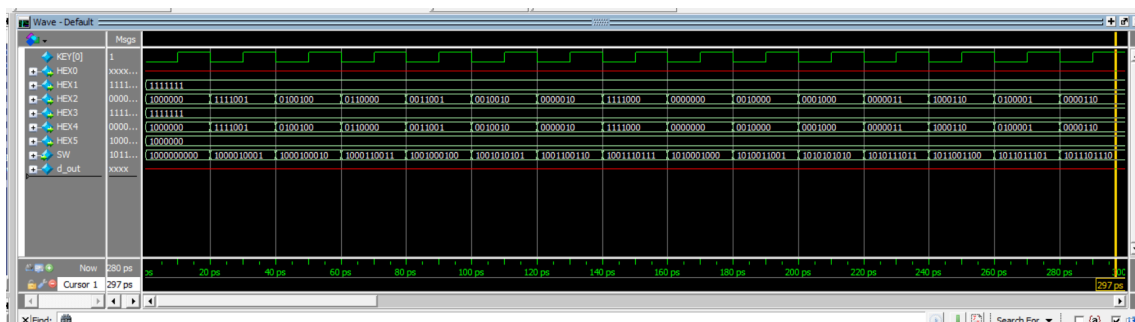 Wave - Default
Msgs
KEY[0] 1
HEX0 xxxx...
HEX1 1111... 1111111
HEX2 0000... 1000000 1111001 0100100 0110000 0011001 0010010 0000010 1111000 0000000 0010000 0001000 0000011 1000110 0100001 0000110
HEX3 1111... 1111111
HEX4 0000... 1000000 1111001 0100100 0110000 0011001 0010010 0000010 1111000 0000000 0010000 0001000 0000011 1000110 0100001 0000110
HEX5 1000... 1000000
SW 1011... 1000000000 1000010001 1000100010 1000110011 1001000100 1001010101 1001100110 1001110111 1010001000 1010011001 1010101010 1010111011 1011001100 1011011101 1011101110
d_out xxxx
Now 280 ps ps 20 ps 40 ps 60 ps 80 ps 100 ps 120 ps 140 ps 160 ps 180 ps 200 ps 220 ps 240 ps 260 ps 280 ps
Cursor 1 297 ps 297 ps
Find:
Search For